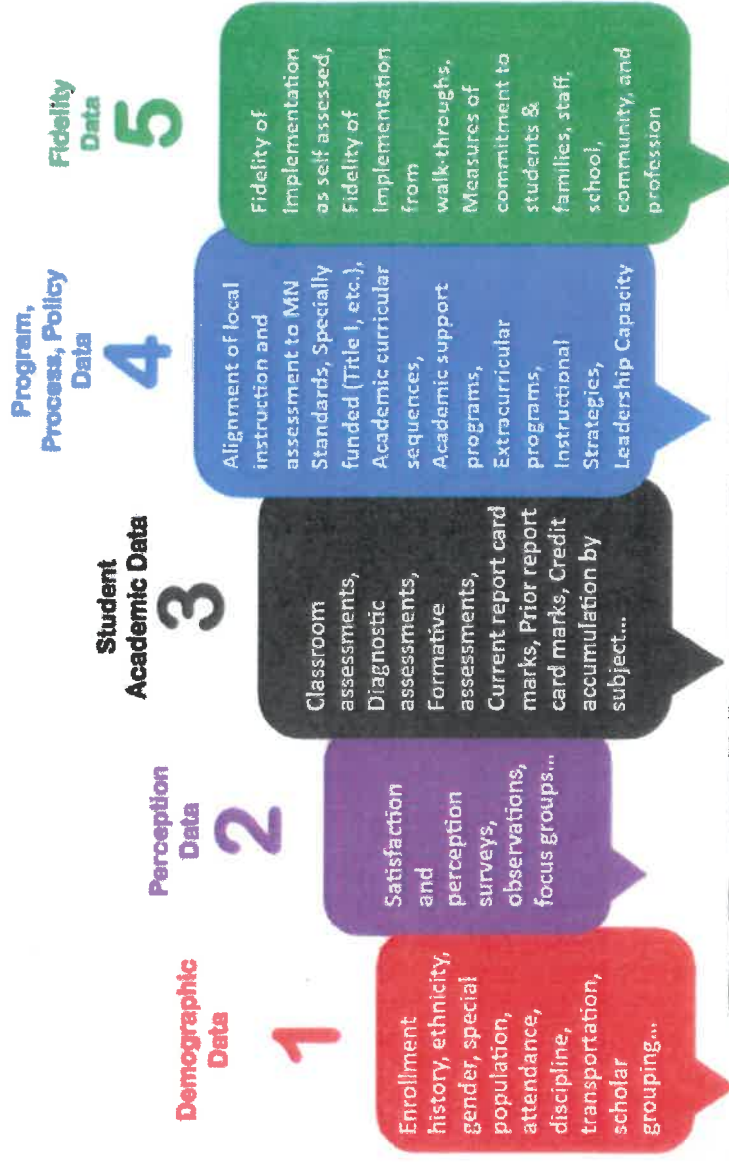 Demographic
Data
1
Enrollment
history, ethnicity,
gender, special
population,
attendance,
discipline,
transportation,
scholar
grouping...
Perception
Data
2
Satisfaction
and
perception
surveys,
observations,
focus groups...
Student
Academic Data
3
Classroom
assessments,
Diagnostic
assessments,
Formative
assessments,
Current report card
marks, Prior report
card marks, Credit
accumulation by
subject...
Program,
Process, Policy
Data
4
Alignment of local
instruction and
assessment to MN
Standards, Specially
funded (Title I, etc.),
Academic curricular
sequences,
Academic support
programs,
Extracurricular
programs,
Instructional
Strategies,
Leadership Capacity
Fidelity
Data
5
Fidelity of
Implementation
as self assessed,
Fidelity of
Implementation
from
walk-throughs,
Measures of
commitment to
students &
families, staff,
school,
community, and
profession